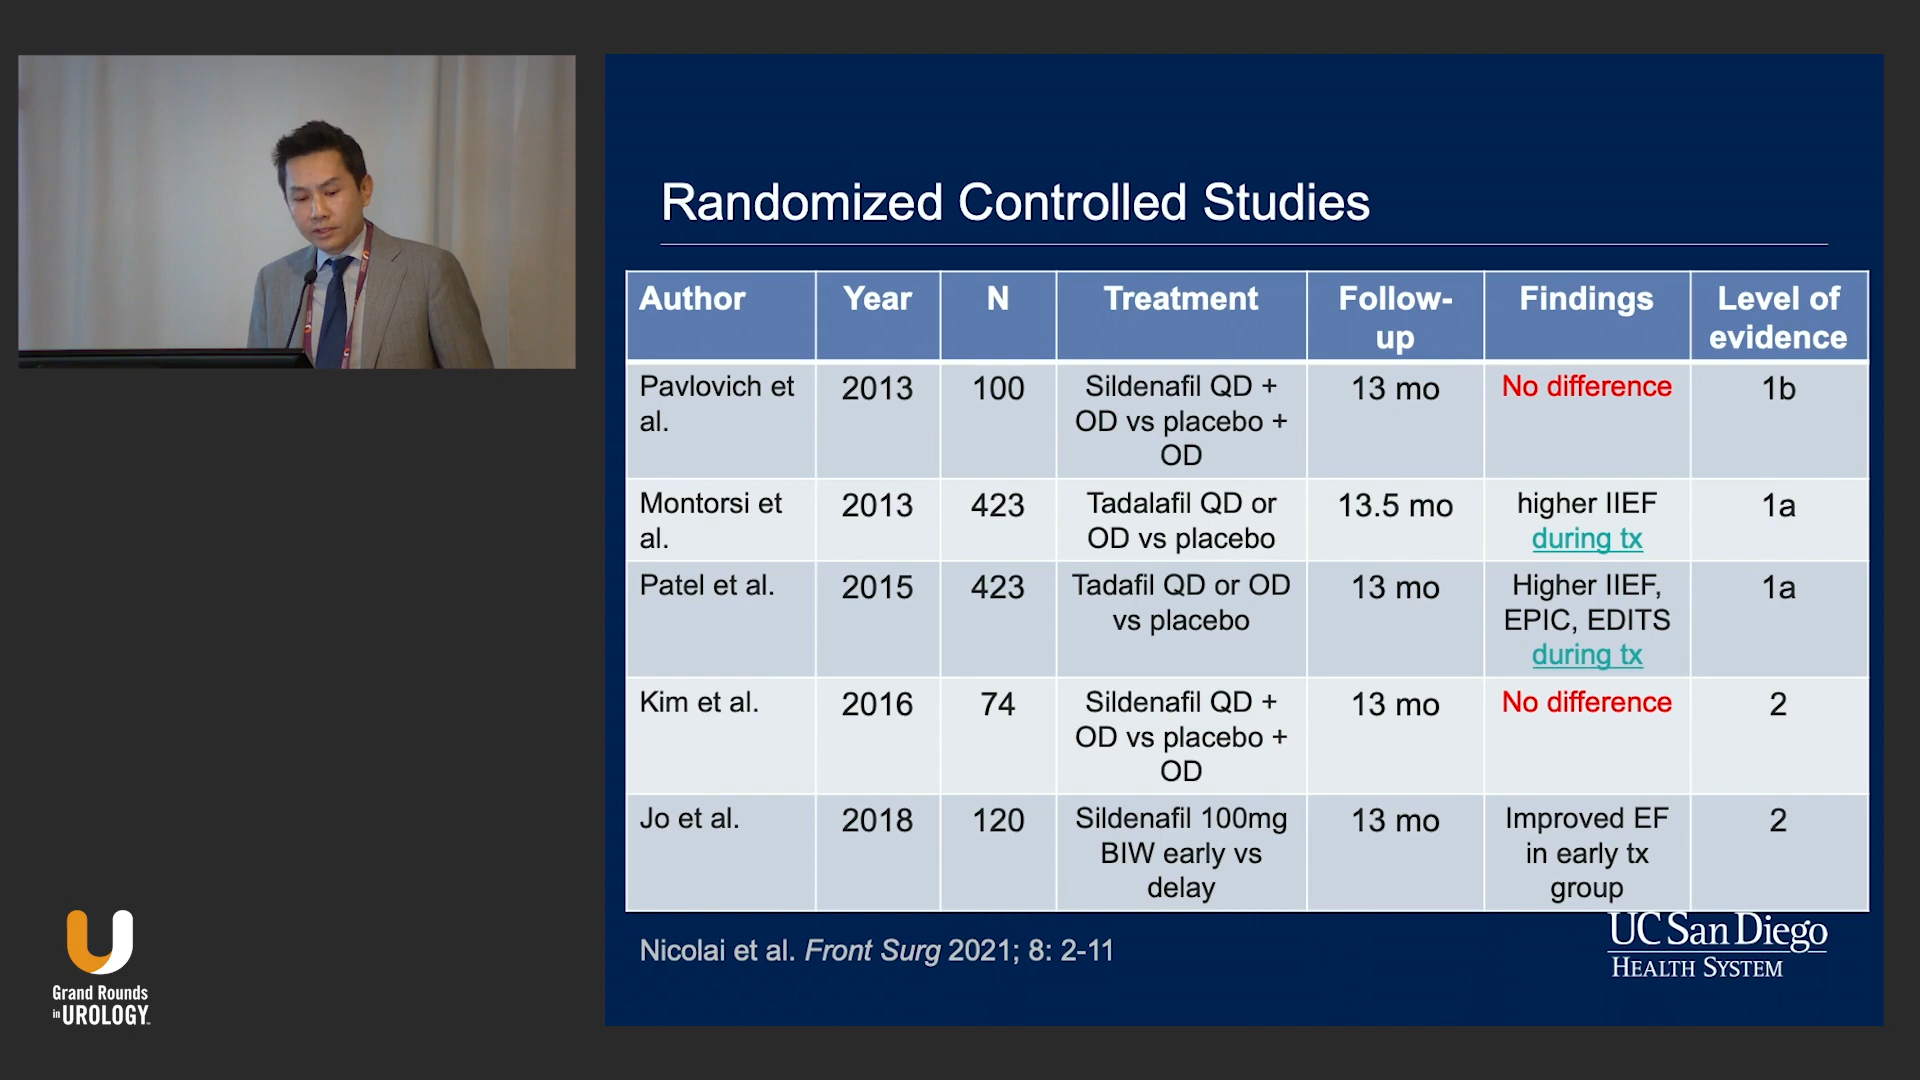 Randomized Controlled Studies
Author Year N Treatment Follow- Findings Level of
up evidence
Pavlovich et 2013 100 Sildenafil QD + 13 mo No difference 1b
al. OD vs placebo +
OD
Montorsi et 2013 423 Tadalafil QD or 13.5 mo higher IIEF 1a
al. OD vs placebo during tx
Patel et al. 2015 423 Tadafil QD or OD 13 mo Higher IIEF, 1a
vs placebo EPIC, EDITS
during tx
Kim et al. 2016 74 Sildenafil QD + 13 mo No difference 2
OD vs placebo +
OD
Jo et al. 2018 120 Sildenafil 100mg 13 mo Improved EF 2
BIW early vs in early tx
delay group
Nicolai et al. Front Surg 2021; 8: 2-11
UC San Diego
HEALTH SYSTEM
Grand Rounds
in UROLOGY